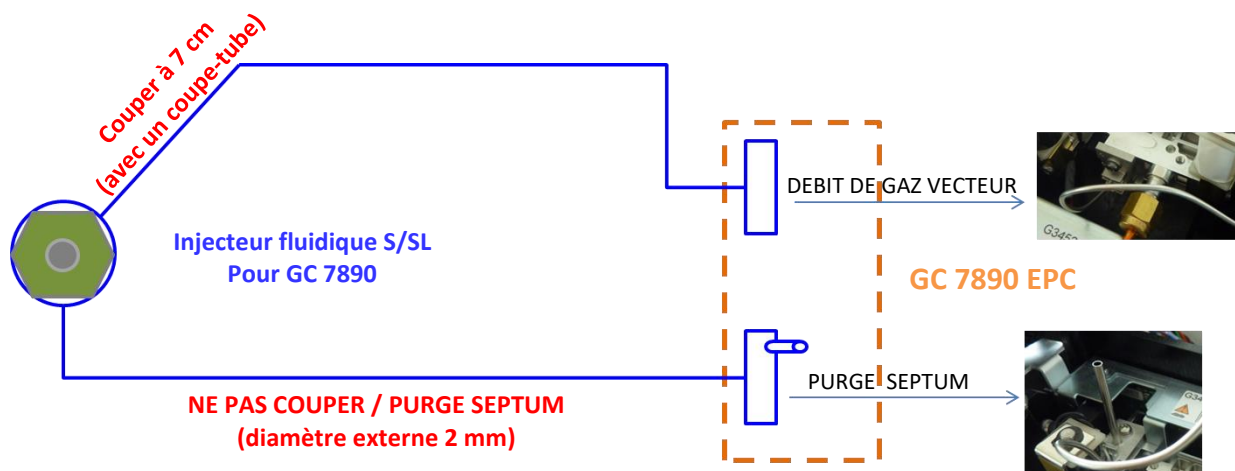 Couper à 7 cm
(avec un coupe-tube)
DEBIT DE GAZ VECTEUR
Injecteur fluidique S/SL
Pour GC 7890
GC 7890 EPC
PURGE SEPTUM
NE PAS COUPER / PURGE SEPTUM
(diamètre externe 2 mm)